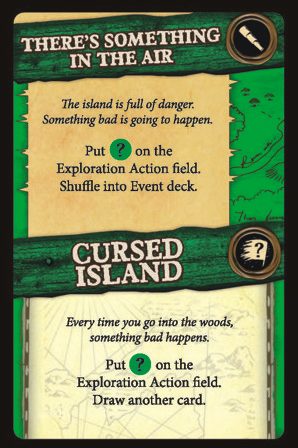 THERE'S SOMETHING
IN THE AIR
The island is full of danger.
Something bad is going to happen.
Put ? on the
Exploration Action field.
Shuffle into Event deck.
CURSED
ISLAND
?
Every time you go into the woods,
something bad happens.
Put ? on the
Exploration Action field.
Draw another card.